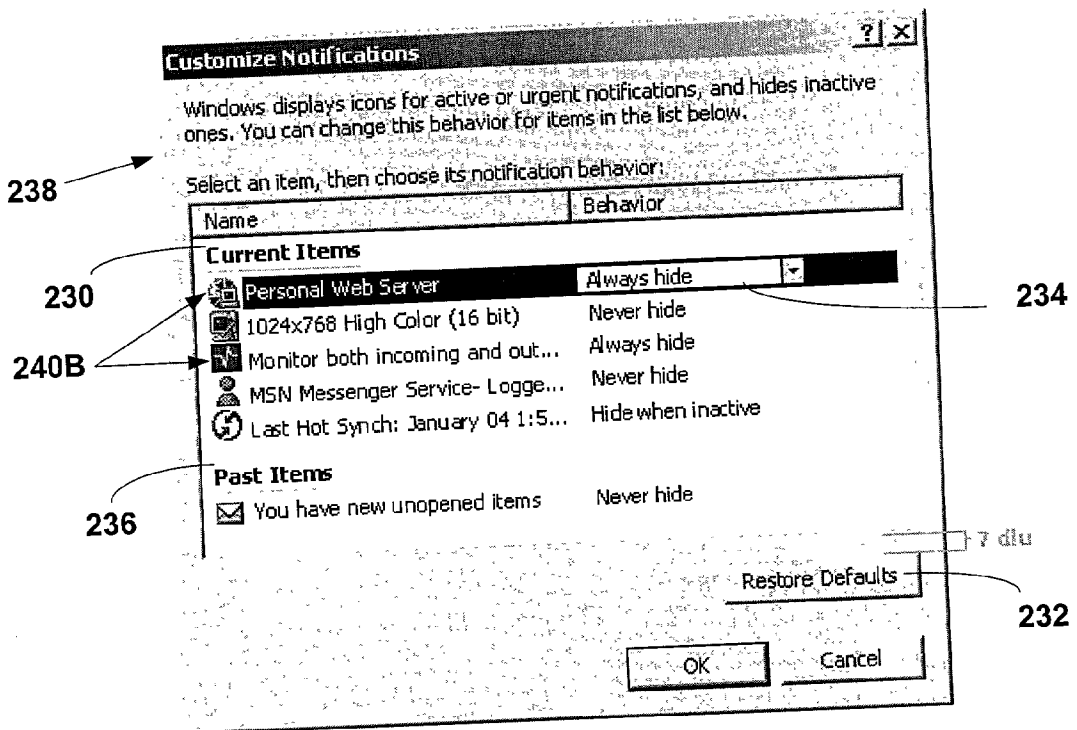 Customize Notifications
? X
Windows displays icons for active or urgent notifications, and hides inactive
ones. You can change this behavior for items in the list below.
238
Select an item, then choose its notification behavior:
Name Behavior
Current Items
230
Personal Web Server Always hide
234
1024x768 High Color (16 bit) Never hide
240B
Monitor both incoming and out... Always hide
MSN Messenger Service- Logge... Never hide
Last Hot Synch: January 04 1:5... Hide when inactive
Past Items
236
You have new unopened items Never hide
7 dlu
Restore Defaults
232
OK Cancel